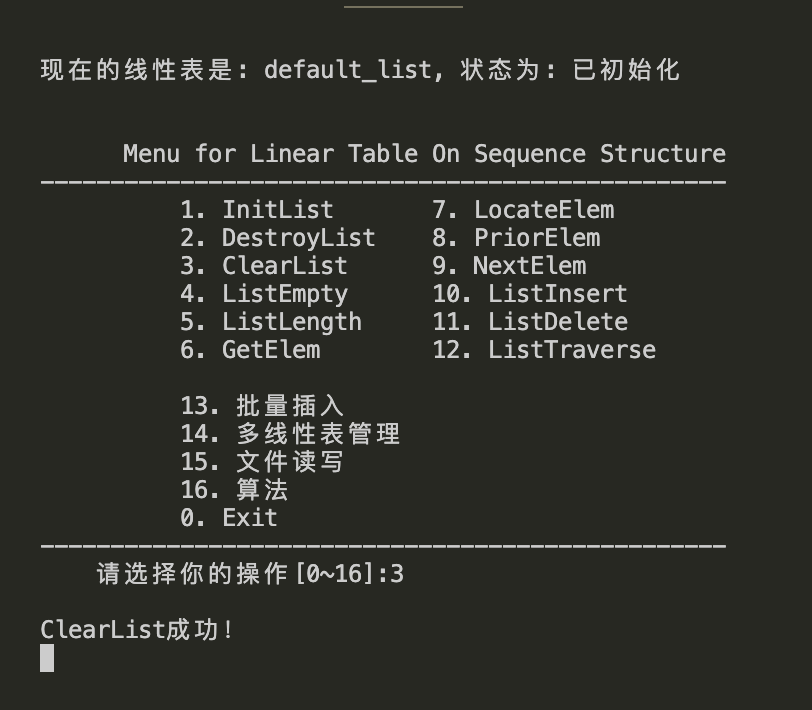 现在的线性表是: default_list, 状态为: 已初始化
Menu for Linear Table On Sequence Structure
1. InitList 7. LocateElem
2. DestroyList 8. PriorElem
3. ClearList 9. NextElem
4. ListEmpty 10. ListInsert
5. ListLength 11. ListDelete
6. GetElem 12. ListTraverse
13. 批量插入
14. 多线性表管理
15. 文件读写
16. 算法
0. Exit
请选择你的操作[0~16]:3
ClearList成功!